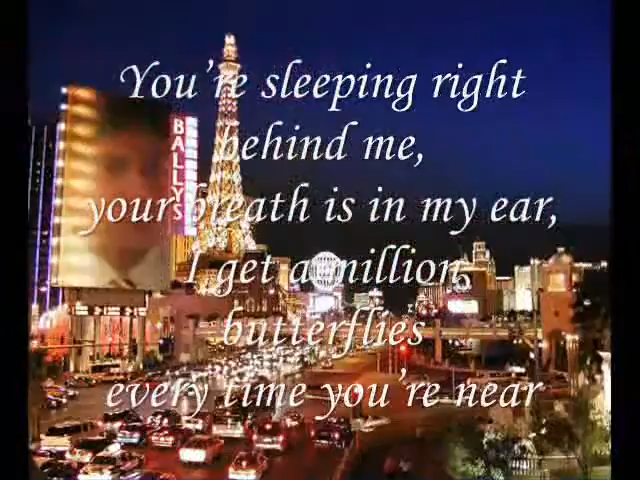 You're sleeping right
behind me,
your breath is in my ear,
I get a million
butterflies
every time you're near
BALLYS